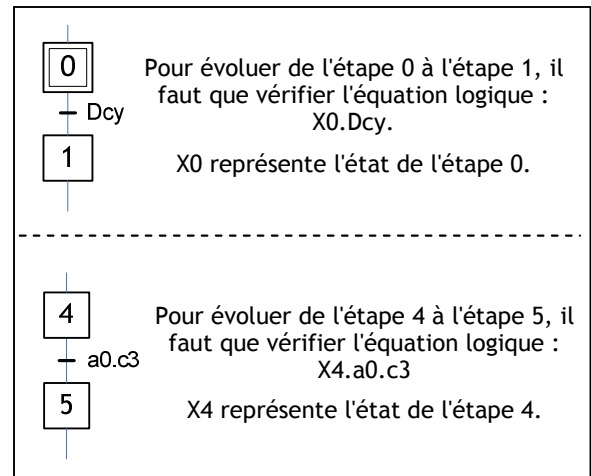 0
Dcy
1
Pour évoluer de l'étape 0 à l'étape 1, il
faut que vérifier l'équation logique :
X0.Dcy.
X0 représente l'état de l'étape 0.
4
a0.c3
5
Pour évoluer de l'étape 4 à l'étape 5, il
faut que vérifier l'équation logique :
X4.a0.c3
X4 représente l'état de l'étape 4.